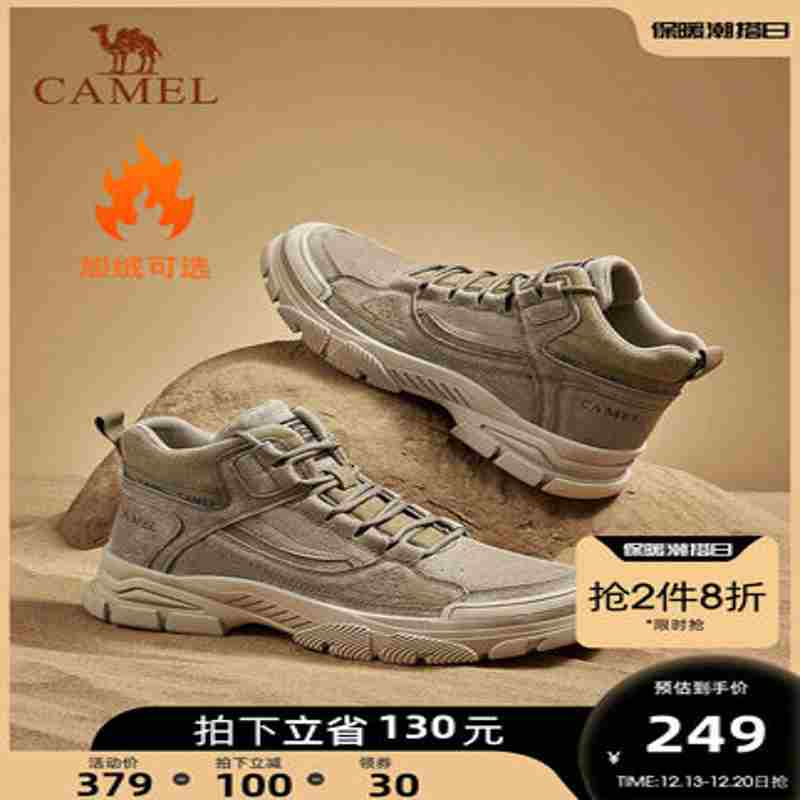 保暖潮搭日
CAMEL
加绒可选
CAMEL
CAMEL
CAMEL
保暖潮搭日
抢2件8折
*限时抢
预估到手价
拍下立省130元
¥249
活动价 拍下立减 领券
379 - 100 - 30
TIME:12.13-12.20日抢